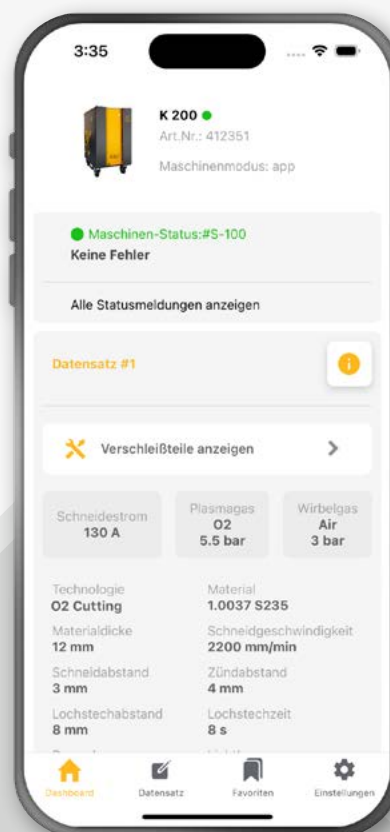 3:35
K 200
Art.Nr.: 412351
Maschinenmodus: app
Maschinen-Status:#S-100
Keine Fehler
Alle Statusmeldungen anzeigen
Datensatz #1
Verschleißteile anzeigen
Schneidestrom
130 A
Plasmagas
O2
5.5 bar
Wirbelgas
Air
3 bar
Technologie
O2 Cutting
Material
1.0037 S235
Materialdicke
12 mm
Schneidgeschwindigkeit
2200 mm/min
Schneidabstand
3 mm
Zündabstand
4 mm
Lochstechabstand
8 mm
Lochstechzeit
8 s
Dashboard
Datensatz
Favoriten
Einstellungen